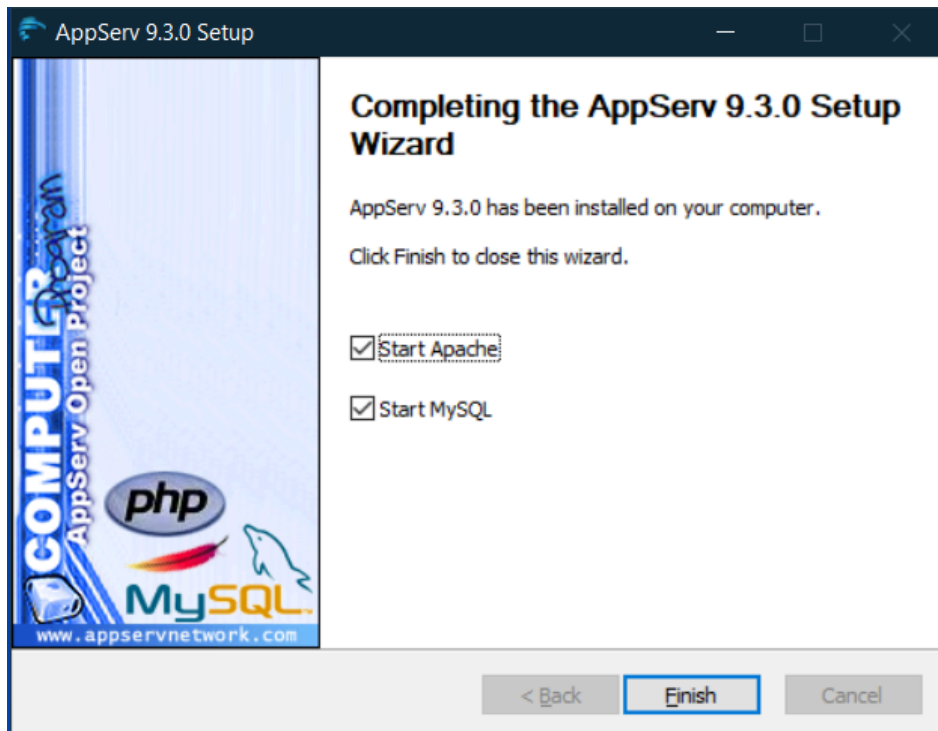 AppServ 9.3.0 Setup
Completing the AppServ 9.3.0 Setup
Wizard
AppServ 9.3.0 has been installed on your computer.
Click Finish to close this wizard.
Start Apache
Start MySQL
COMPUTER
Program
AppServ Open Project
php
MySQL
www.appservnetwork.com
< Back
Finish
Cancel